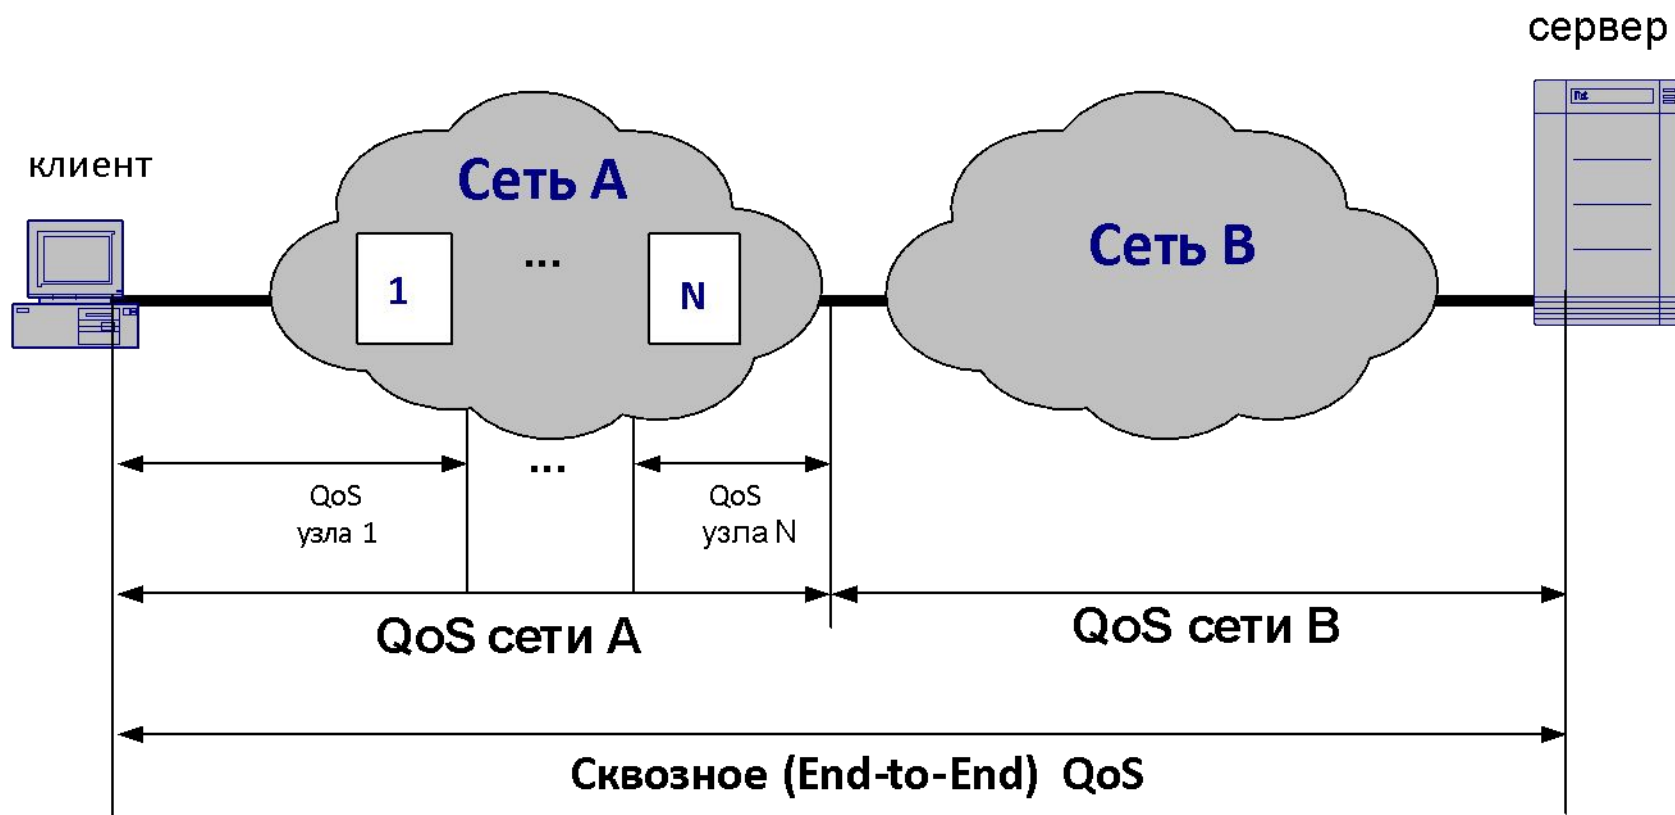 сервер
клиент
Сеть А
Сеть В
1
...
N
...
QoS
узла 1
QoS
узла N
QoS сети А
QoS сети В
Сквозное (End-to-End) QoS